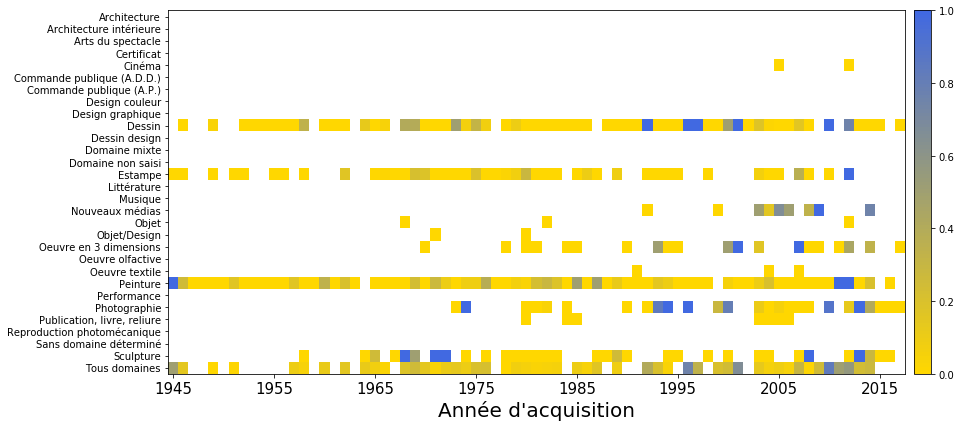 Architecture
Architecture intérieure
Arts du spectacle
Certificat
Cinéma
Commande publique (A.D.D.)
Commande publique (A.P.)
Design couleur
Design graphique
Dessin
Dessin design
Domaine mixte
Domaine non saisi
Estampe
Littérature
Musique
Nouveaux médias
Objet
Objet/Design
Oeuvre en 3 dimensions
Oeuvre olfactive
Oeuvre textile
Peinture
Performance
Photographie
Publication, livre, reliure
Reproduction photomécanique
Sans domaine déterminé
Sculpture
Tous domaines
1945 1955 1965 1975 1985 1995 2005 2015
Année d'acquisition
1.0
0.8
0.6
0.4
0.2
0.0